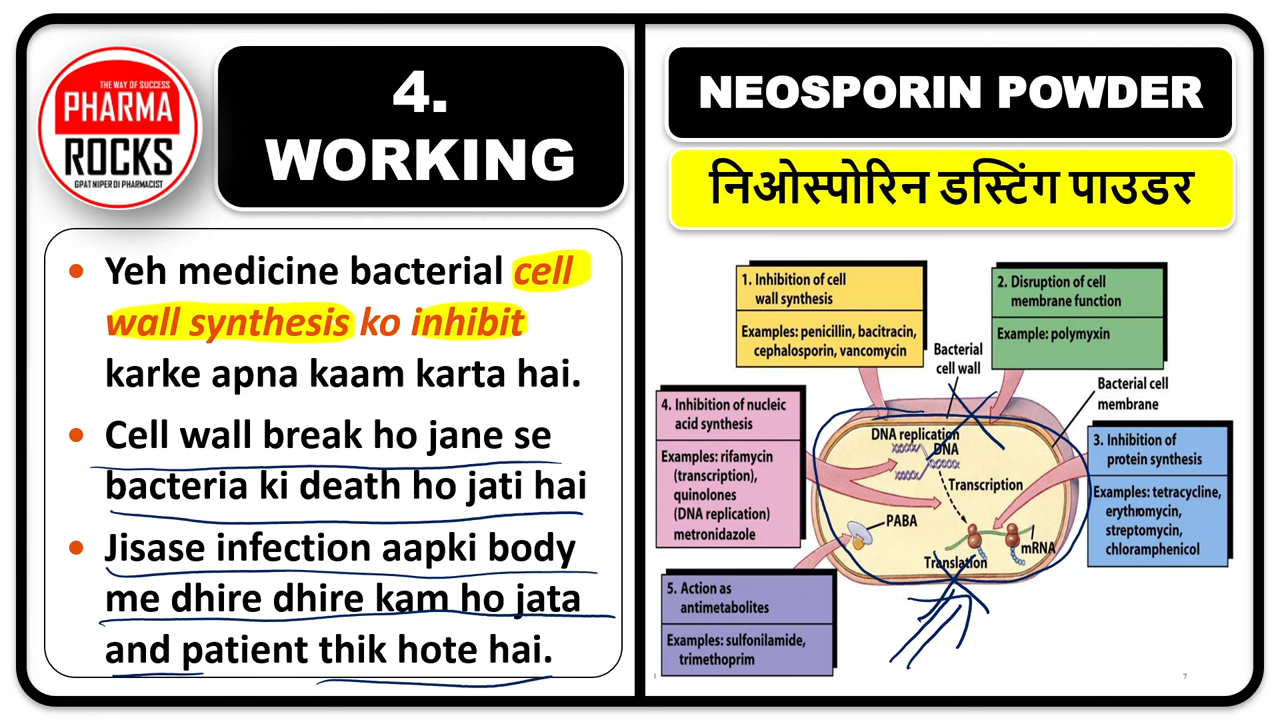 THE WAY OF SUCCESS
PHARMA
ROCKS
GPAT NIPER DI PHARMACIST
4.
WORKING
• Yeh medicine bacterial cell
wall synthesis ko inhibit
karke apna kaam karta hai.
• Cell wall break ho jane se
bacteria ki death ho jati hai
• Jisase infection aapki body
me dhire dhire kam ho jata
and patient thik hote hai.
NEOSPORIN POWDER
निओस्पोरिन डस्टिंग पाउडर
1. Inhibition of cell
wall synthesis
Examples: penicillin, bacitracin,
cephalosporin, vancomycin
2. Disruption of cell
membrane function
Example: polymyxin
Bacterial
cell wall
Bacterial cell
membrane
4. Inhibition of nucleic
acid synthesis
Examples: rifamycin
(transcription),
quinolones
(DNA replication)
metronidazole
DNA replication
DNA
Transcription
PABA
mRNA
Translation
3. Inhibition of
protein synthesis
Examples: tetracycline,
erythromycin,
streptomycin,
chloramphenicol
5. Action as
antimetabolites
Examples: sulfonilamide,
trimethoprim
7